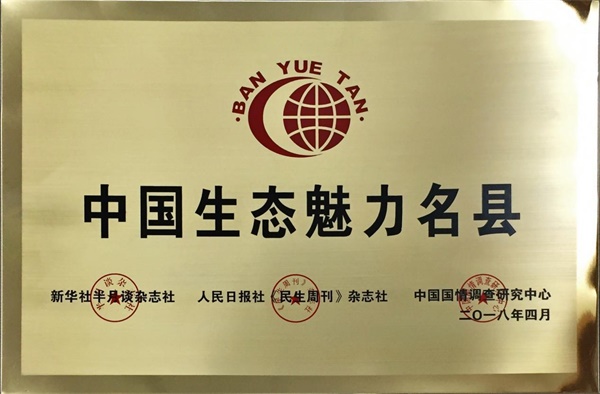 ·BAN YUE TAN·
中国生态魅力名县
新华社半月谈杂志社 人民日报社《民生周刊》杂志社 中国国情调查研究中心
二〇一八年四月